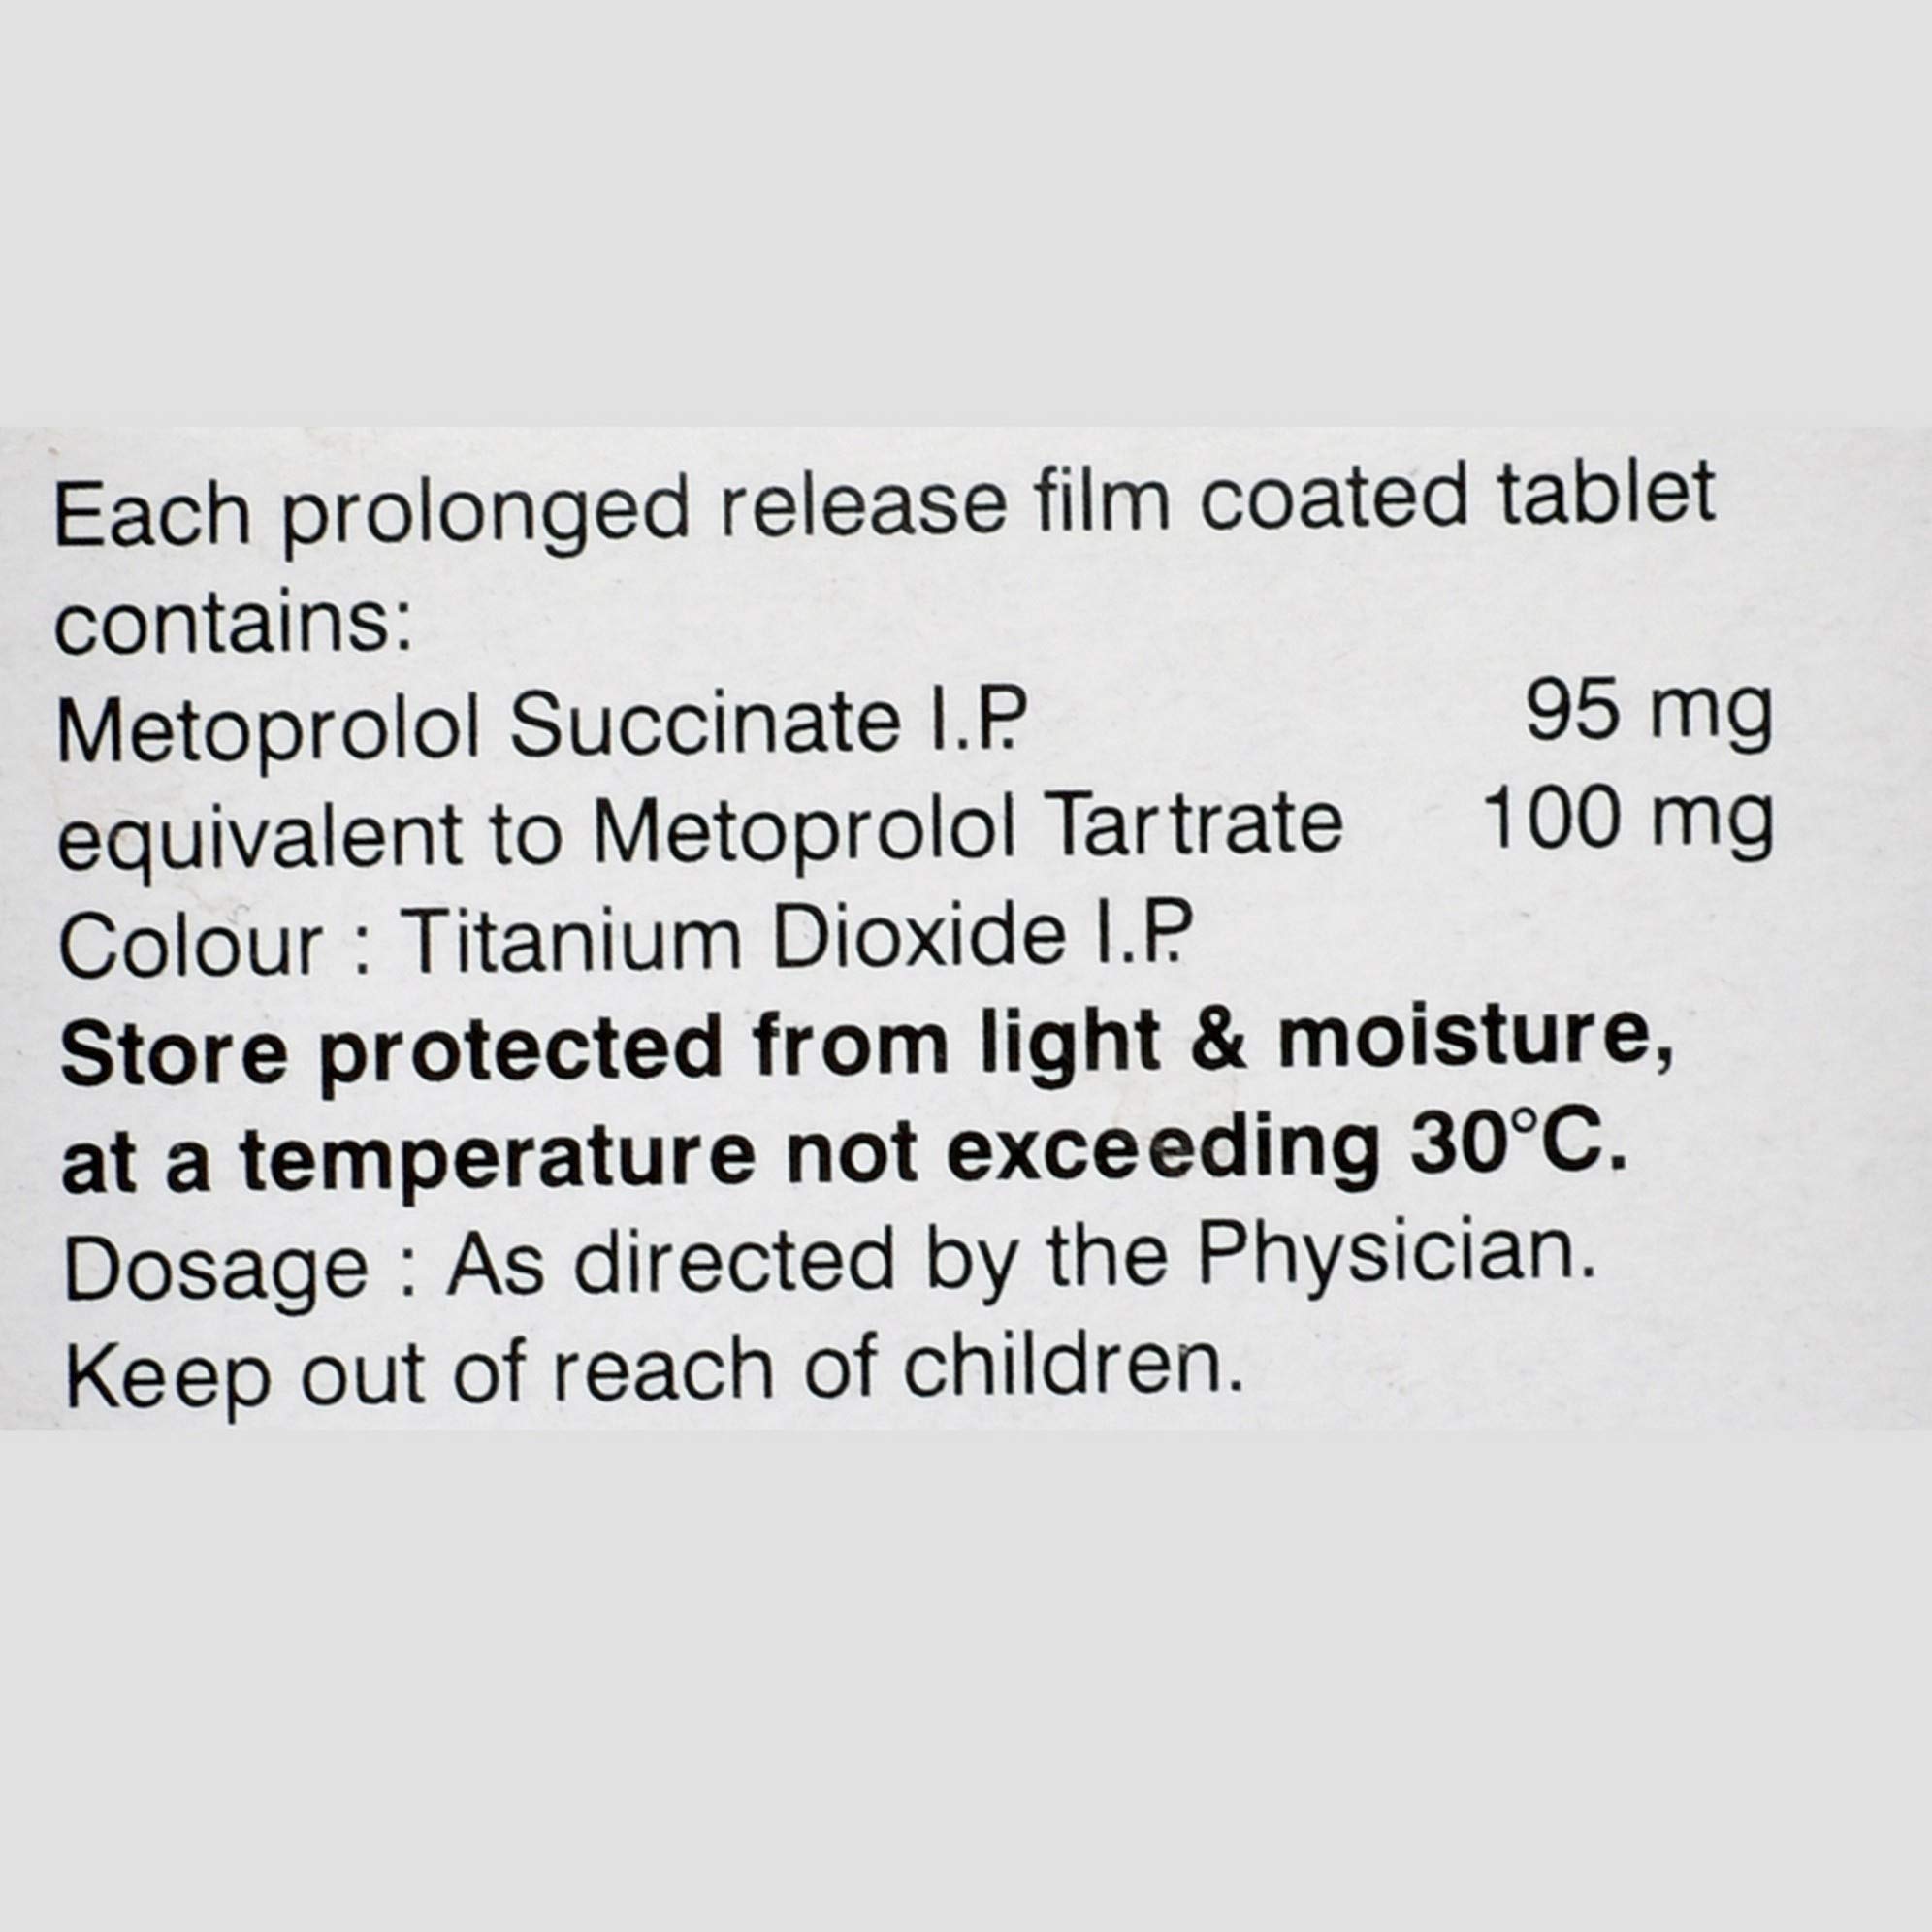 Each prolonged release film coated tablet
contains:
Metoprolol Succinate I.P. 95 mg
equivalent to Metoprolol Tartrate 100 mg
Colour : Titanium Dioxide I.P.
Store protected from light & moisture,
at a temperature not exceeding 30°C.
Dosage : As directed by the Physician.
Keep out of reach of children.